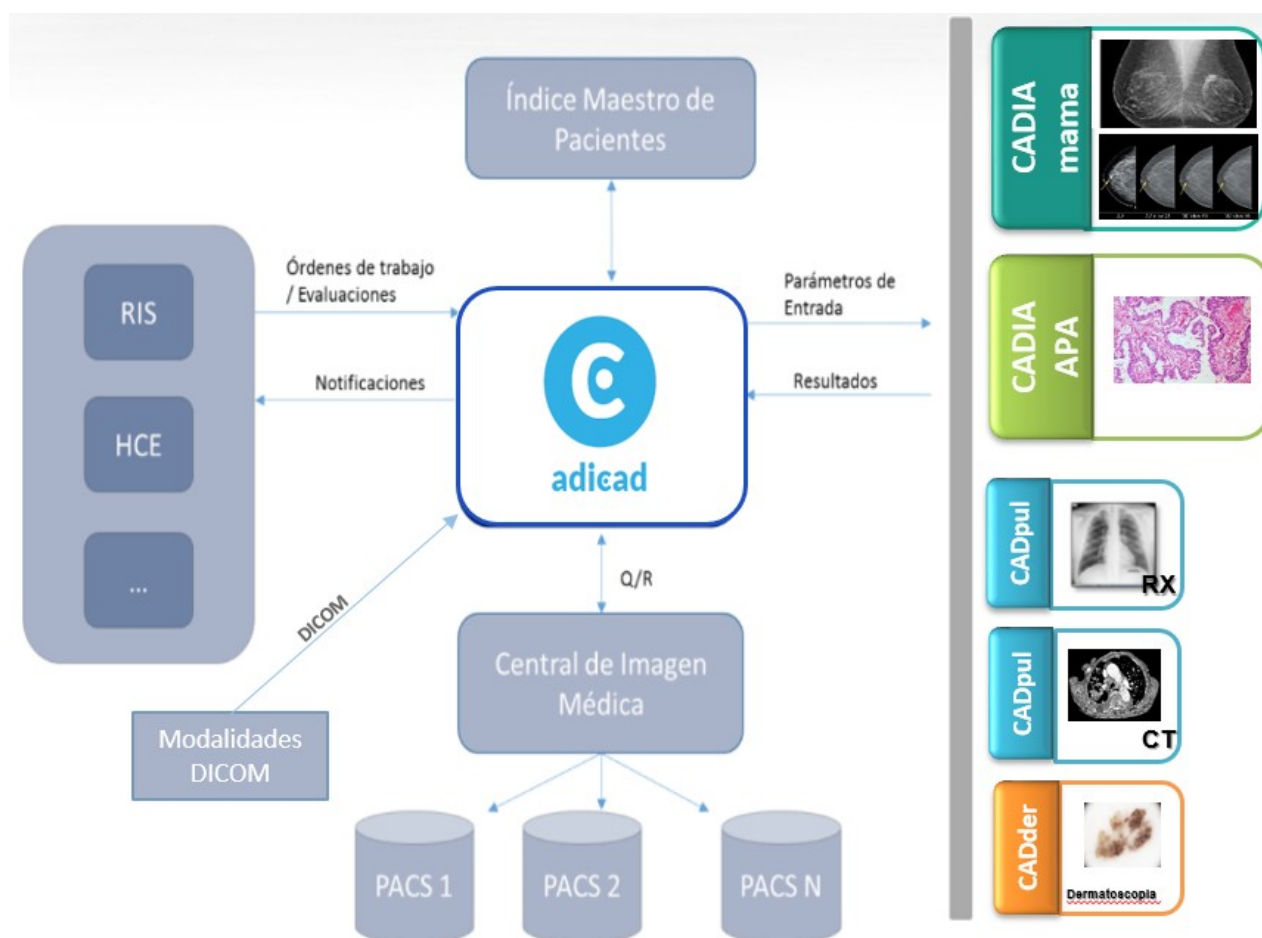 Índice Maestro de
Pacientes
RIS
HCE
...
Órdenes de trabajo
/ Evaluaciones
Notificaciones
adicad
Parámetros de
Entrada
Resultados
DICOM
Q/R
Modalidades
DICOM
Central de Imagen
Médica
PACS 1
PACS 2
PACS N
CADIA
mama
CADIA
APA
CADpul
RX
CADpul
CT
CADder
Dermatoscopia